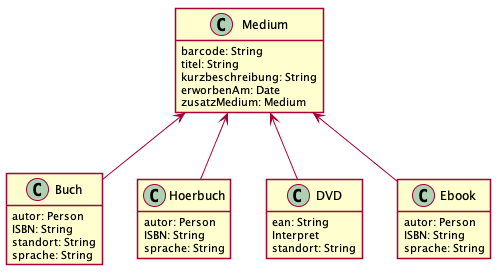 C Medium
barcode: String
titel: String
kurzbeschreibung: String
erworbenAm: Date
zusatzMedium: Medium
C Buch
autor: Person
ISBN: String
standort: String
sprache: String
C Hoerbuch
autor: Person
ISBN: String
sprache: String
C DVD
ean: String
Interpret
standort: String
C Ebook
autor: Person
ISBN: String
sprache: String